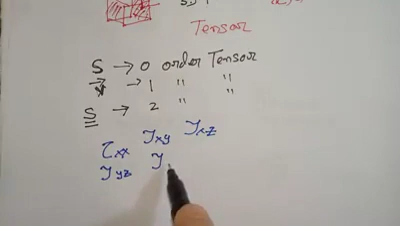 Tensor
S → 0 order Tensor
→ 1 " "
S → 2 "
τxx τxy τxz
τyz τ